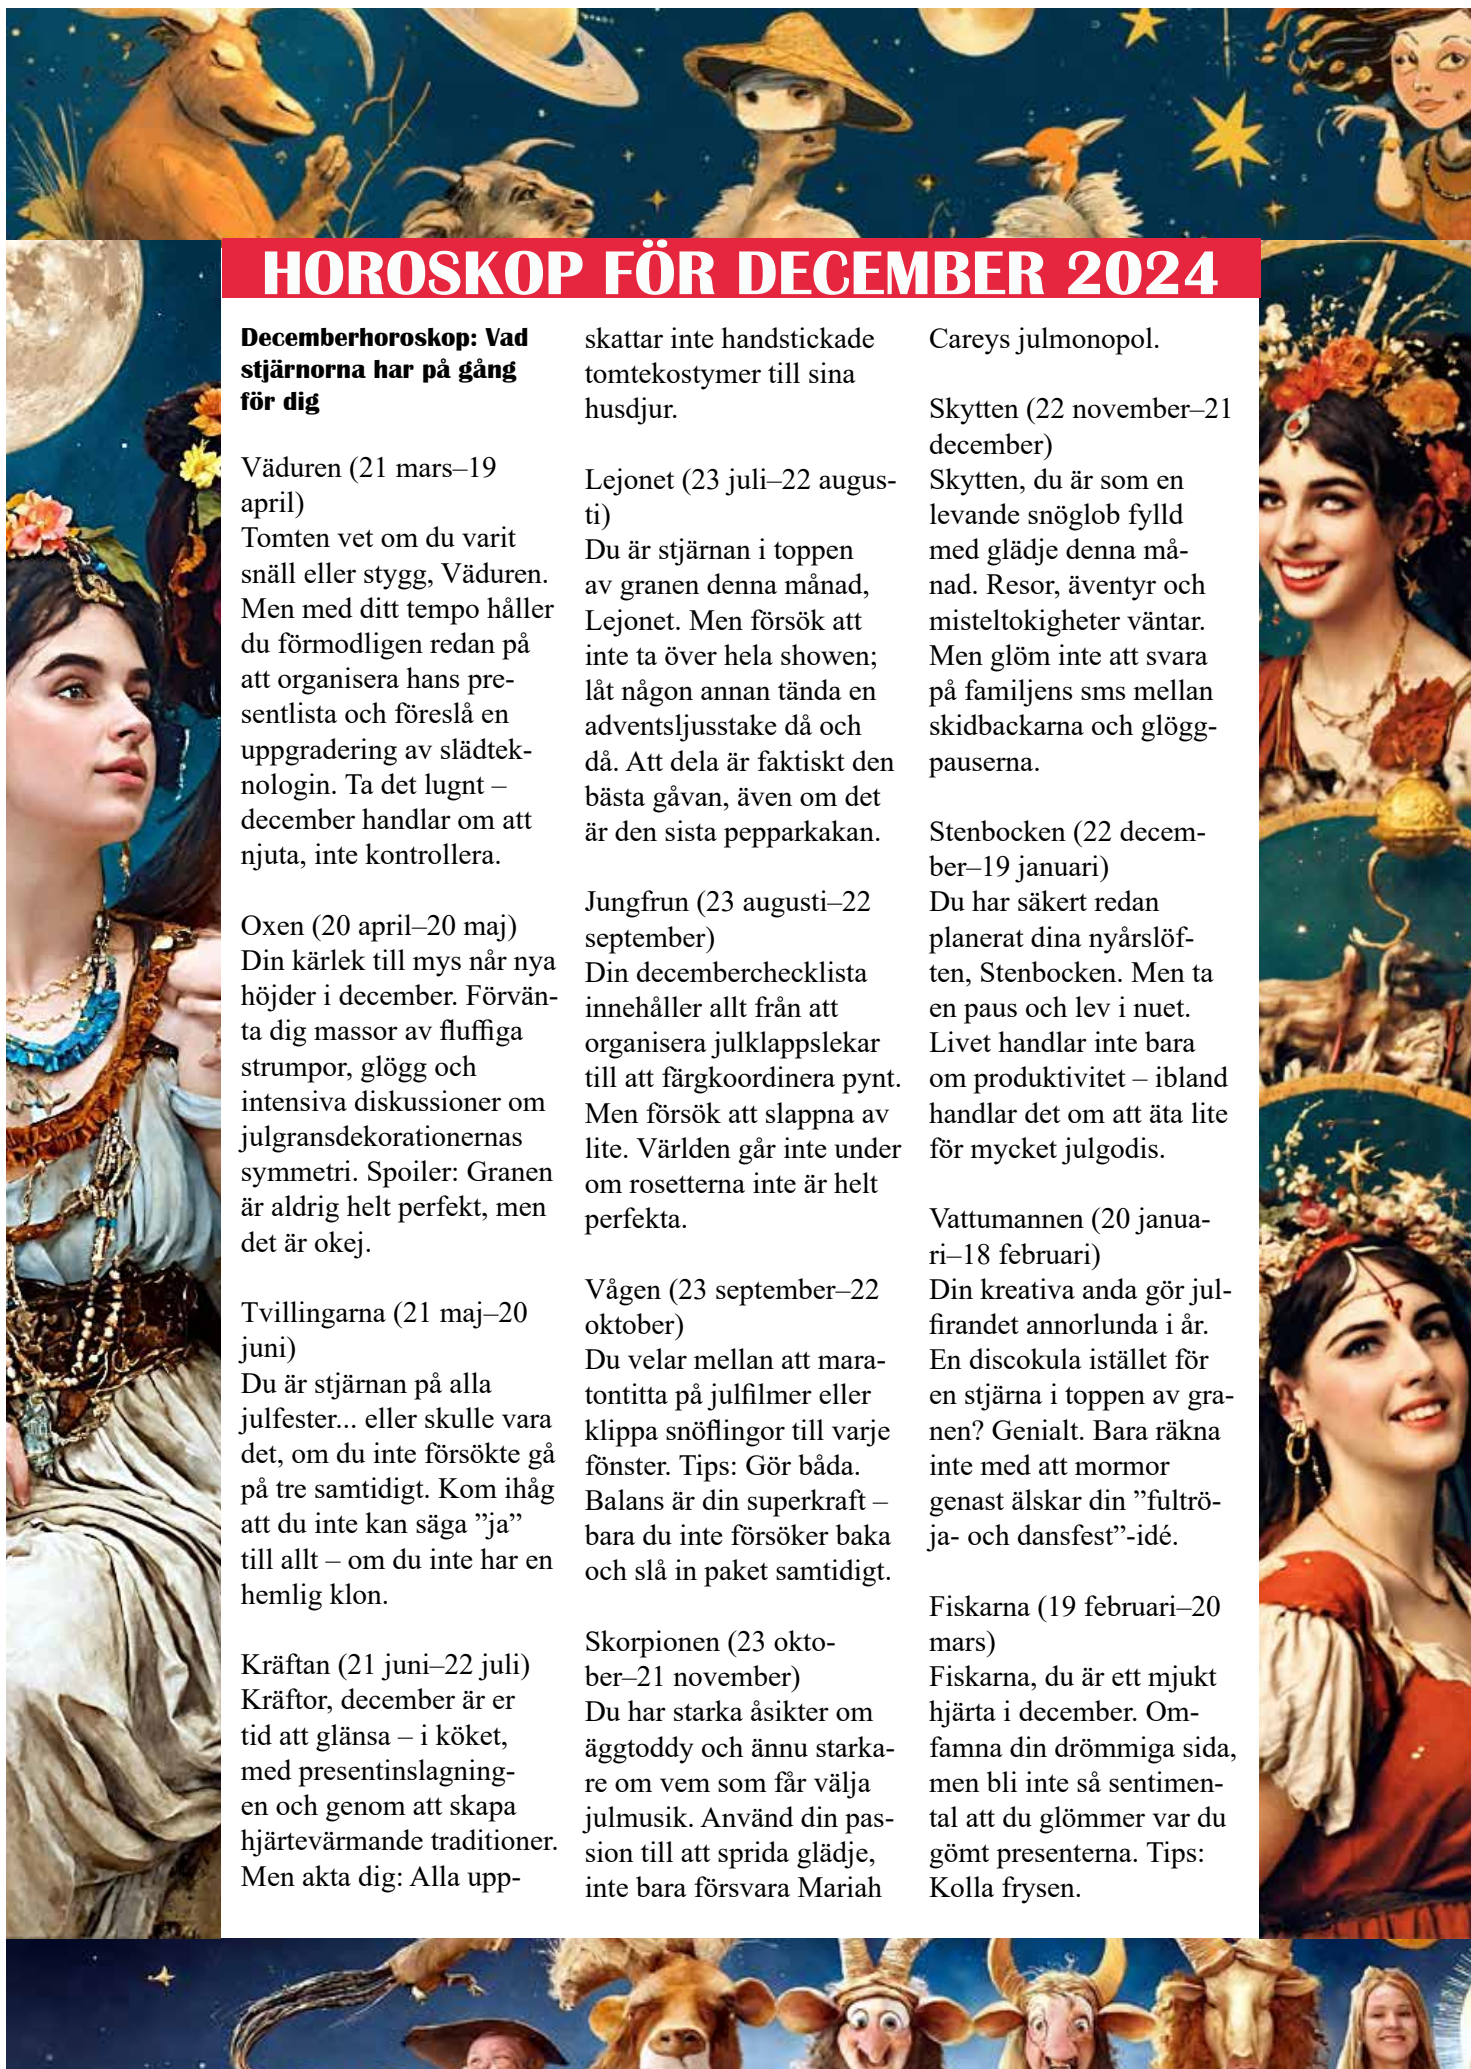 HOROSKOP FÖR DECEMBER 2024
Decemberhoroskop: Vad
stjärnorna har på gång
för dig
Väduren (21 mars–19
april)
Tomten vet om du varit
snäll eller stygg, Väduren.
Men med ditt tempo håller
du förmodligen redan på
att organisera hans pre-
sentlista och föreslå en
uppgradering av slädtek-
nologin. Ta det lugnt –
december handlar om att
njuta, inte kontrollera.
Oxen (20 april–20 maj)
Din kärlek till mys når nya
höjder i december. Förvän-
ta dig massor av fluffiga
strumpor, glögg och
intensiva diskussioner om
julgransdekorationernas
symmetri. Spoiler: Granen
är aldrig helt perfekt, men
det är okej.
Tvillingarna (21 maj–20
juni)
Du är stjärnan på alla
julfester... eller skulle vara
det, om du inte försökte gå
på tre samtidigt. Kom ihåg
att du inte kan säga ”ja”
till allt – om du inte har en
hemlig klon.
Kräftan (21 juni–22 juli)
Kräftor, december är er
tid att glänsa – i köket,
med presentinslagning-
en och genom att skapa
hjärtevärmande traditioner.
Men akta dig: Alla upp-
skattar inte handstickade
tomtekostymer till sina
husdjur.
Lejonet (23 juli–22 augus-
ti)
Du är stjärnan i toppen
av granen denna månad,
Lejonet. Men försök att
inte ta över hela showen;
låt någon annan tända en
adventsljusstake då och
då. Att dela är faktiskt den
bästa gåvan, även om det
är den sista pepparkakan.
Jungfrun (23 augusti–22
september)
Din decemberchecklista
innehåller allt från att
organisera julklappslekar
till att färgkoordinera pynt.
Men försök att slappna av
lite. Världen går inte under
om rosetterna inte är helt
perfekta.
Vågen (23 september–22
oktober)
Du velar mellan att mara-
tontitta på julfilmer eller
klippa snöflingor till varje
fönster. Tips: Gör båda.
Balans är din superkraft –
bara du inte försöker baka
och slå in paket samtidigt.
Skorpionen (23 okto-
ber–21 november)
Du har starka åsikter om
äggtoddy och ännu starka-
re om vem som får välja
julmusik. Använd din pas-
sion till att sprida glädje,
inte bara försvara Mariah
Careys julmonopol.
Skytten (22 november–21
december)
Skytten, du är som en
levande snöglob fylld
med glädje denna må-
nad. Resor, äventyr och
misteltokigheter väntar.
Men glöm inte att svara
på familjens sms mellan
skidbackarna och glögg-
pauserna.
Stenbocken (22 decem-
ber–19 januari)
Du har säkert redan
planerat dina nyårslöf-
ten, Stenbocken. Men ta
en paus och lev i nuet.
Livet handlar inte bara
om produktivitet – ibland
handlar det om att äta lite
för mycket julgodis.
Vattumannen (20 janua-
ri–18 februari)
Din kreativa anda gör jul-
firandet annorlunda i år.
En discokula istället för
en stjärna i toppen av gra-
nen? Genialt. Bara räkna
inte med att mormor
genast älskar din ”fultrö-
ja- och dansfest”-idé.
Fiskarna (19 februari–20
mars)
Fiskarna, du är ett mjukt
hjärta i december. Om-
famna din drömmiga sida,
men bli inte så sentimen-
tal att du glömmer var du
gömt presenterna. Tips:
Kolla frysen.